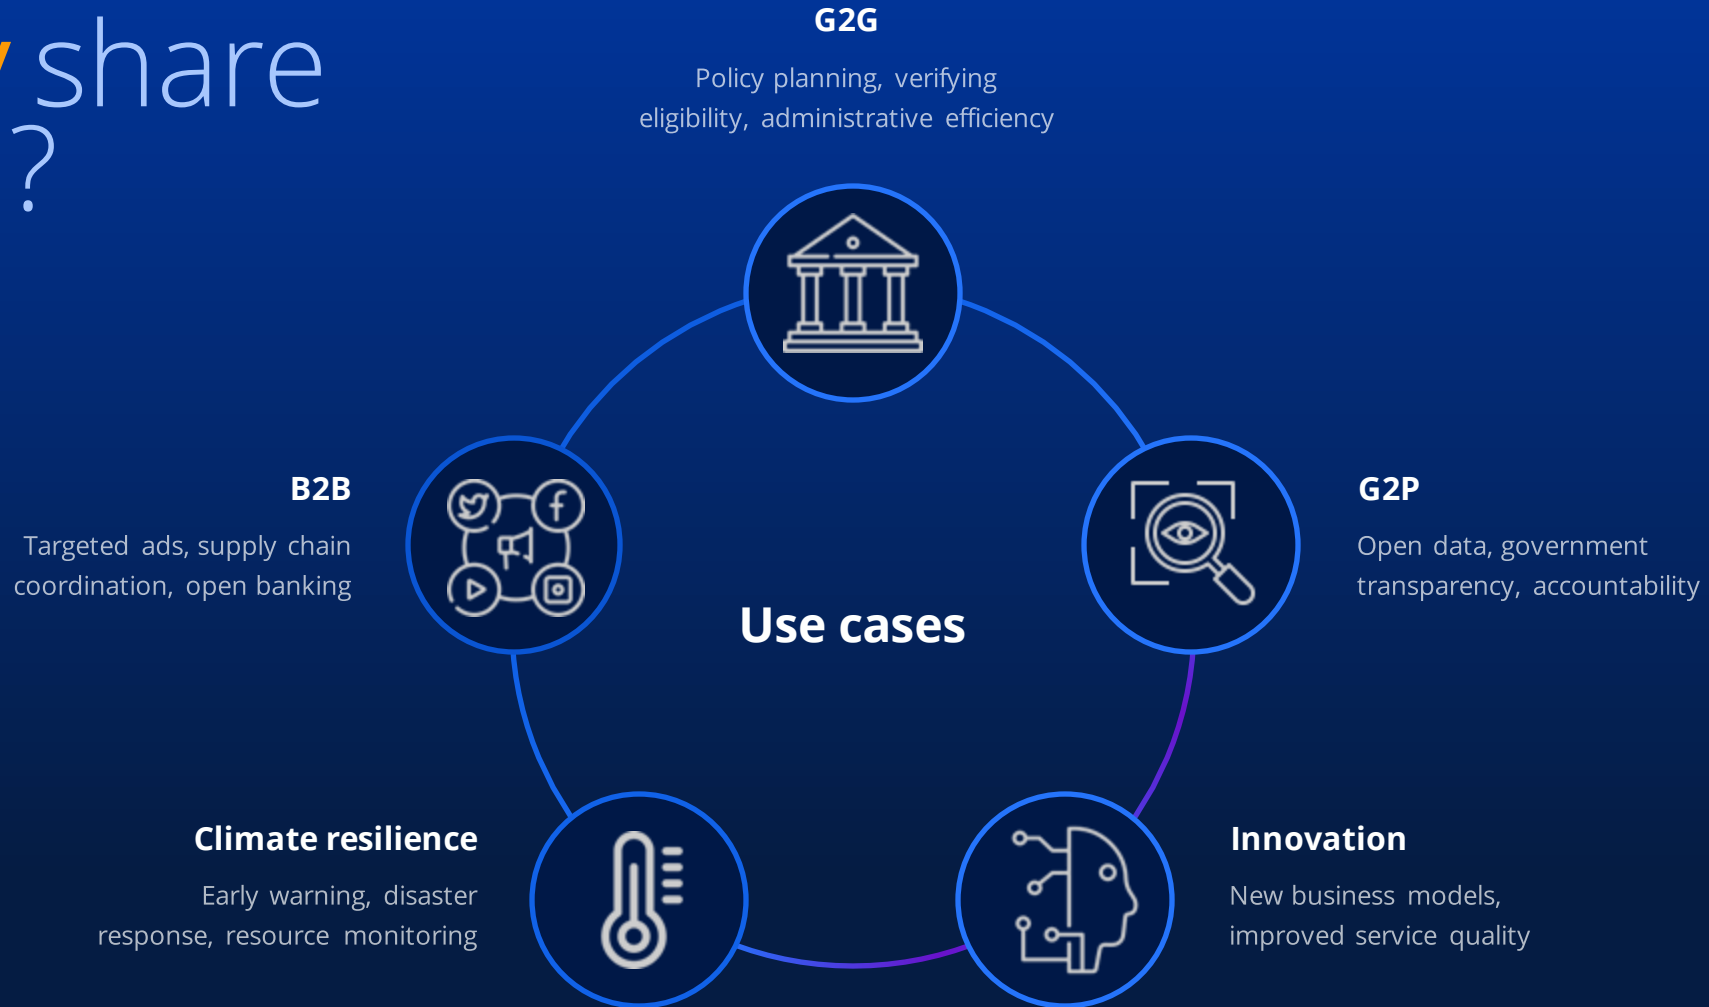 share
?
G2G
Policy planning, verifying
eligibility, administrative efficiency
B2B
Targeted ads, supply chain
coordination, open banking
G2P
Open data, government
transparency, accountability
Use cases
Climate resilience
Early warning, disaster
response, resource monitoring
Innovation
New business models,
improved service quality